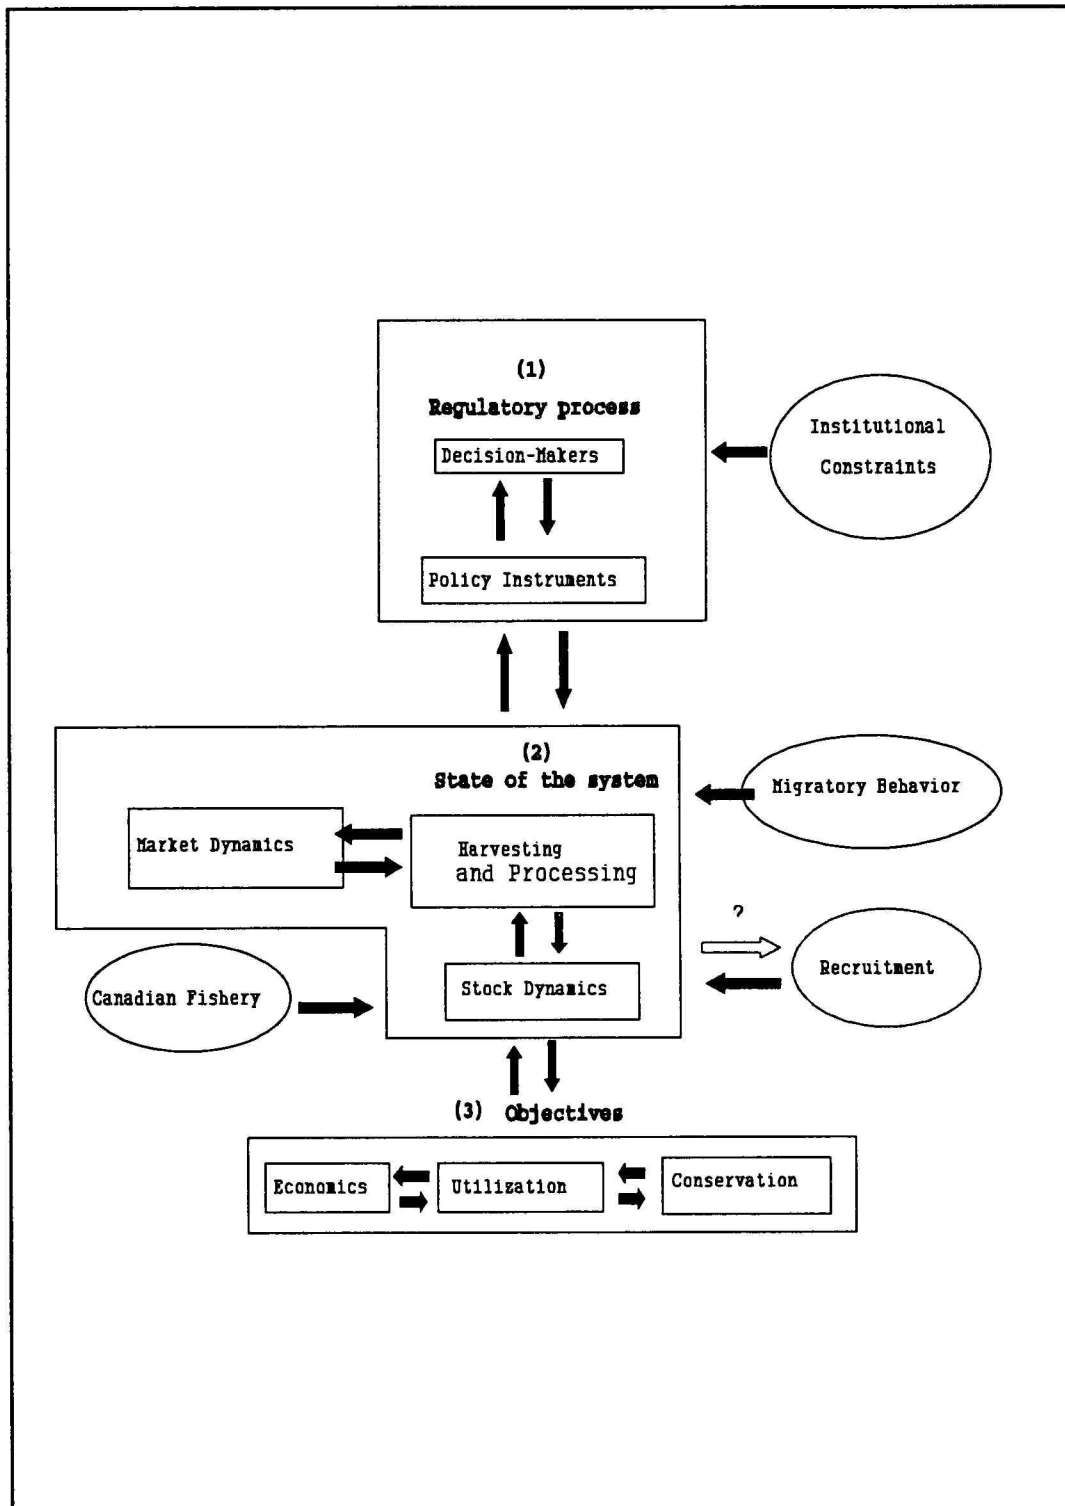 (1)
Regulatory process
Decision-Makers
Policy Instruments
Institutional
Constraints
(2)
State of the system
Market Dynamics
Harvesting
and Processing
Stock Dynamics
Migratory Behavior
?
Recruitment
Canadian Fishery
(3) Objectives
Economics
Utilization
Conservation